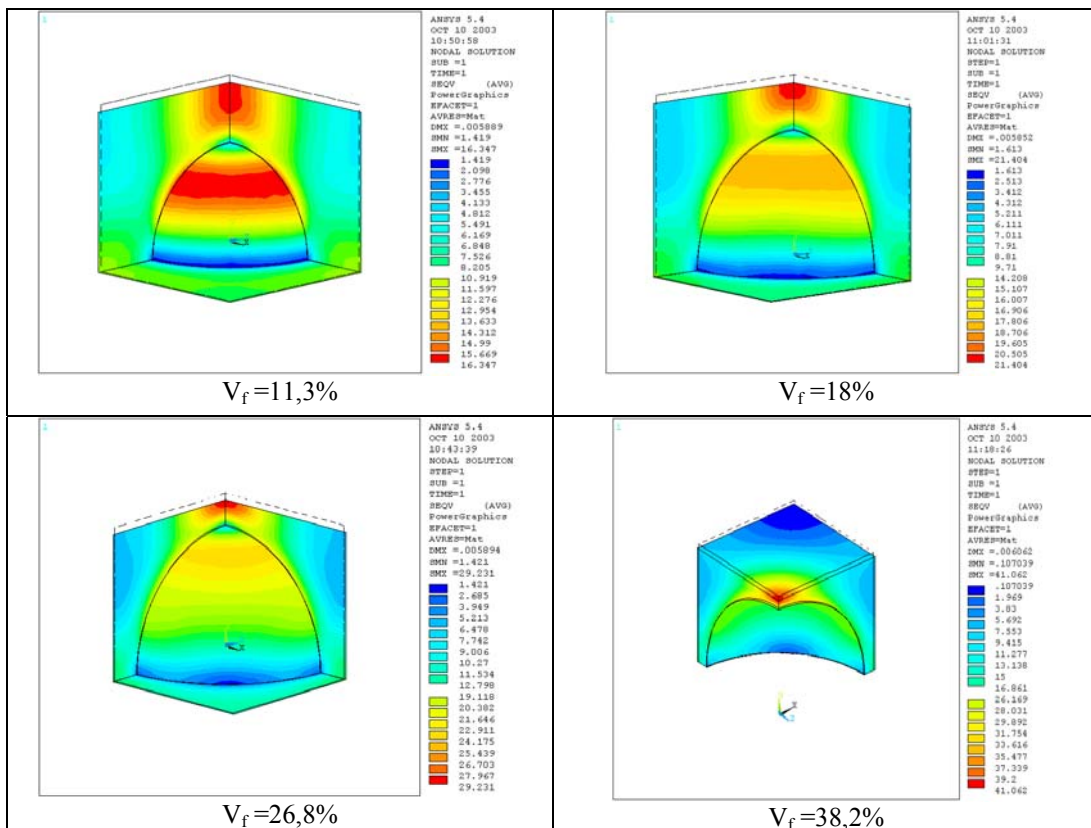 1
ANSYS 5.4
OCT 10 2003
10:50:58
NODAL SOLUTION
SUB =1
TIME=1
SEQV (AVG)
PowerGraphics
EFACET=1
AVRES=Mat
DMX =.005889
SMN =1.419
SMX =16.347
1.419
2.098
2.776
3.455
4.133
4.812
5.491
6.169
6.848
7.526
8.205
10.919
11.597
12.276
12.954
13.633
14.312
14.99
15.669
16.347
V_f =11,3%
1
ANSYS 5.4
OCT 10 2003
11:01:31
NODAL SOLUTION
STEP=1
SUB =1
TIME=1
SEQV (AVG)
PowerGraphics
EFACET=1
AVRES=Mat
DMX =.005852
SMN =1.613
SMX =21.404
1.613
2.513
3.412
4.312
5.211
6.111
7.011
7.91
8.81
9.71
14.208
15.107
16.007
16.906
17.806
18.706
19.605
20.505
21.404
V_f =18%
1
ANSYS 5.4
OCT 10 2003
10:43:39
NODAL SOLUTION
STEP=1
SUB =1
TIME=1
SEQV (AVG)
PowerGraphics
EFACET=1
AVRES=Mat
DMX =.005894
SMN =1.421
SMX =29.231
1.421
2.685
3.949
5.213
6.478
7.742
9.006
10.27
11.534
12.798
19.118
20.382
21.646
22.911
24.175
25.439
26.703
27.967
29.231
X
V_f =26,8%
1
ANSYS 5.4
OCT 10 2003
11:18:26
NODAL SOLUTION
STEP=1
SUB =1
TIME=1
SEQV (AVG)
PowerGraphics
EFACET=1
AVRES=Mat
DMX =.006062
SMN =.107039
SMX =41.062
.107039
1.969
3.83
5.692
7.553
9.415
11.277
13.138
15
16.861
26.169
28.031
29.892
31.754
33.616
35.477
37.339
39.2
41.062
X
Z
V_f =38,2%